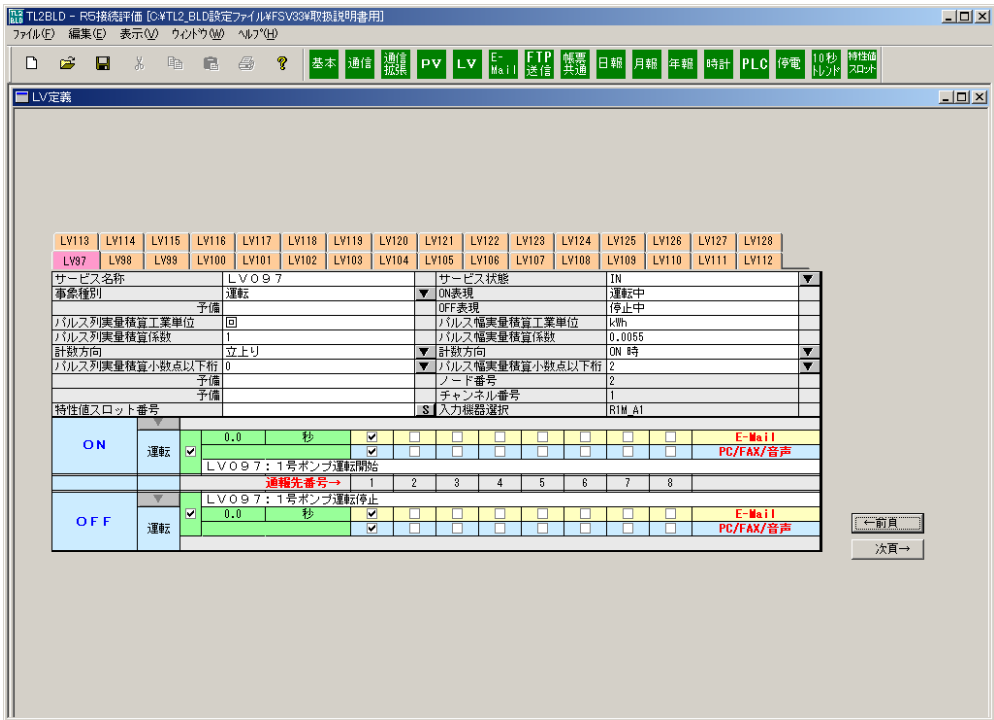 TL2BLD - R5接続評価 [C:¥TL2_BLD設定ファイル¥FSV33¥取扱説明書用]
ファイル(F) 編集(E) 表示(V) ウィンドウ(W) ヘルプ(H)
基本 通信 通信拡張 PV LV E-Mail FTP送信 帳票共通 日報 月報 年報 時計 PLC 停電 10秒トレンド 特性値スロット
LV定義
LV113 LV114 LV115 LV116 LV117 LV118 LV119 LV120 LV121 LV122 LV123 LV124 LV125 LV126 LV127 LV128
LV97 LV98 LV99 LV100 LV101 LV102 LV103 LV104 LV105 LV106 LV107 LV108 LV109 LV110 LV111 LV112
サービス名称 LV097 サービス状態 IN
事象種別 運転 ON表現 運転中
予備 OFF表現 停止中
パルス列実量積算工業単位 回 パルス幅実量積算工業単位 kWh
パルス列実量積算係数 1 パルス幅実量積算係数 0.0055
計数方向 立上り 計数方向 ON 時
パルス列実量積算小数点以下桁 0 パルス幅実量積算小数点以下桁 2
予備 ノード番号 2
予備 チャンネル番号 1
特性値スロット番号 S 入力機器選択 R1M_A1
ON 運転 0.0 秒 E-Mail
PC/FAX/音声
LV097:1号ポンプ運転開始
通報先番号→ 1 2 3 4 5 6 7 8
LV097:1号ポンプ運転停止
OFF 運転 0.0 秒 E-Mail
PC/FAX/音声
←前頁
次頁→